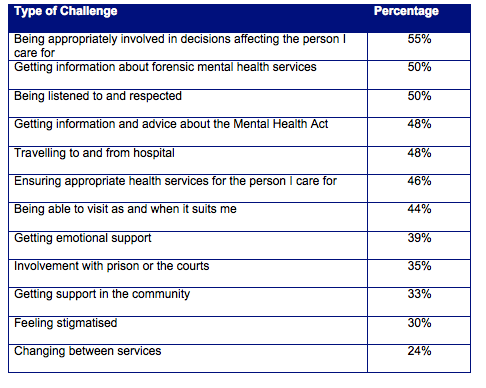 Type of Challenge Percentage
Being appropriately involved in decisions affecting the person I 55%
care for
Getting information about forensic mental health services 50%
Being listened to and respected 50%
Getting information and advice about the Mental Health Act 48%
Travelling to and from hospital 48%
Ensuring appropriate health services for the person I care for 46%
Being able to visit as and when it suits me 44%
Getting emotional support 39%
Involvement with prison or the courts 35%
Getting support in the community 33%
Feeling stigmatised 30%
Changing between services 24%